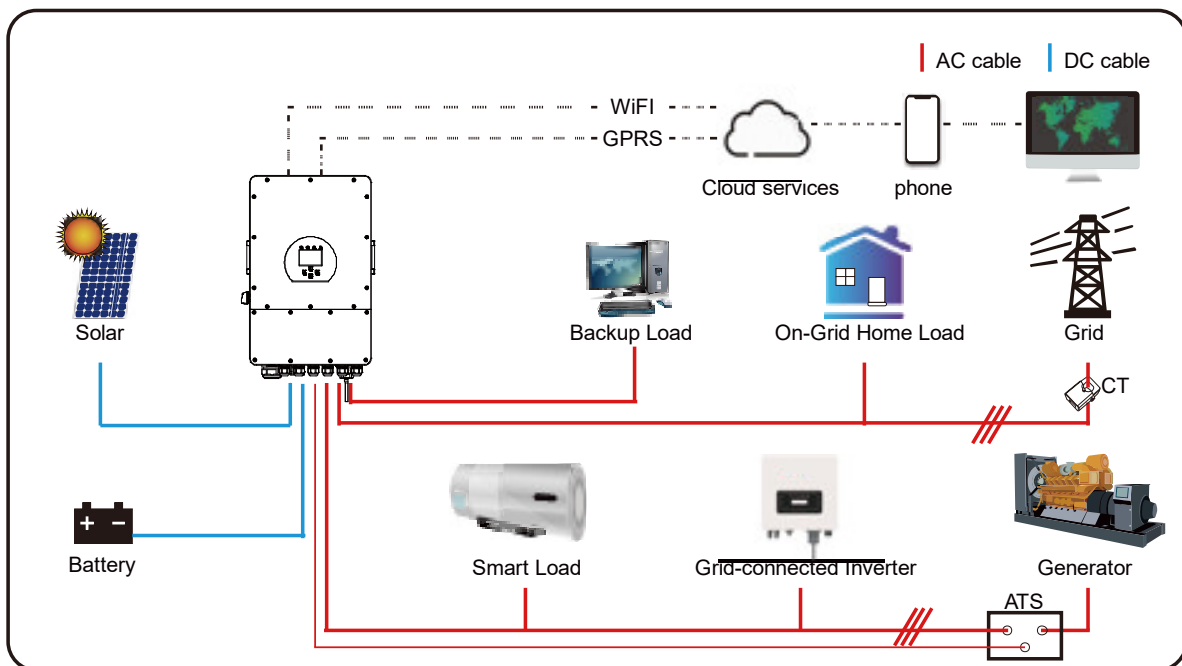 AC cable
DC cable
WiFI
GPRS
Cloud services
phone
Solar
Backup Load
On-Grid Home Load
Grid
CT
Battery
Smart Load
Grid-connected Inverter
Generator
ATS